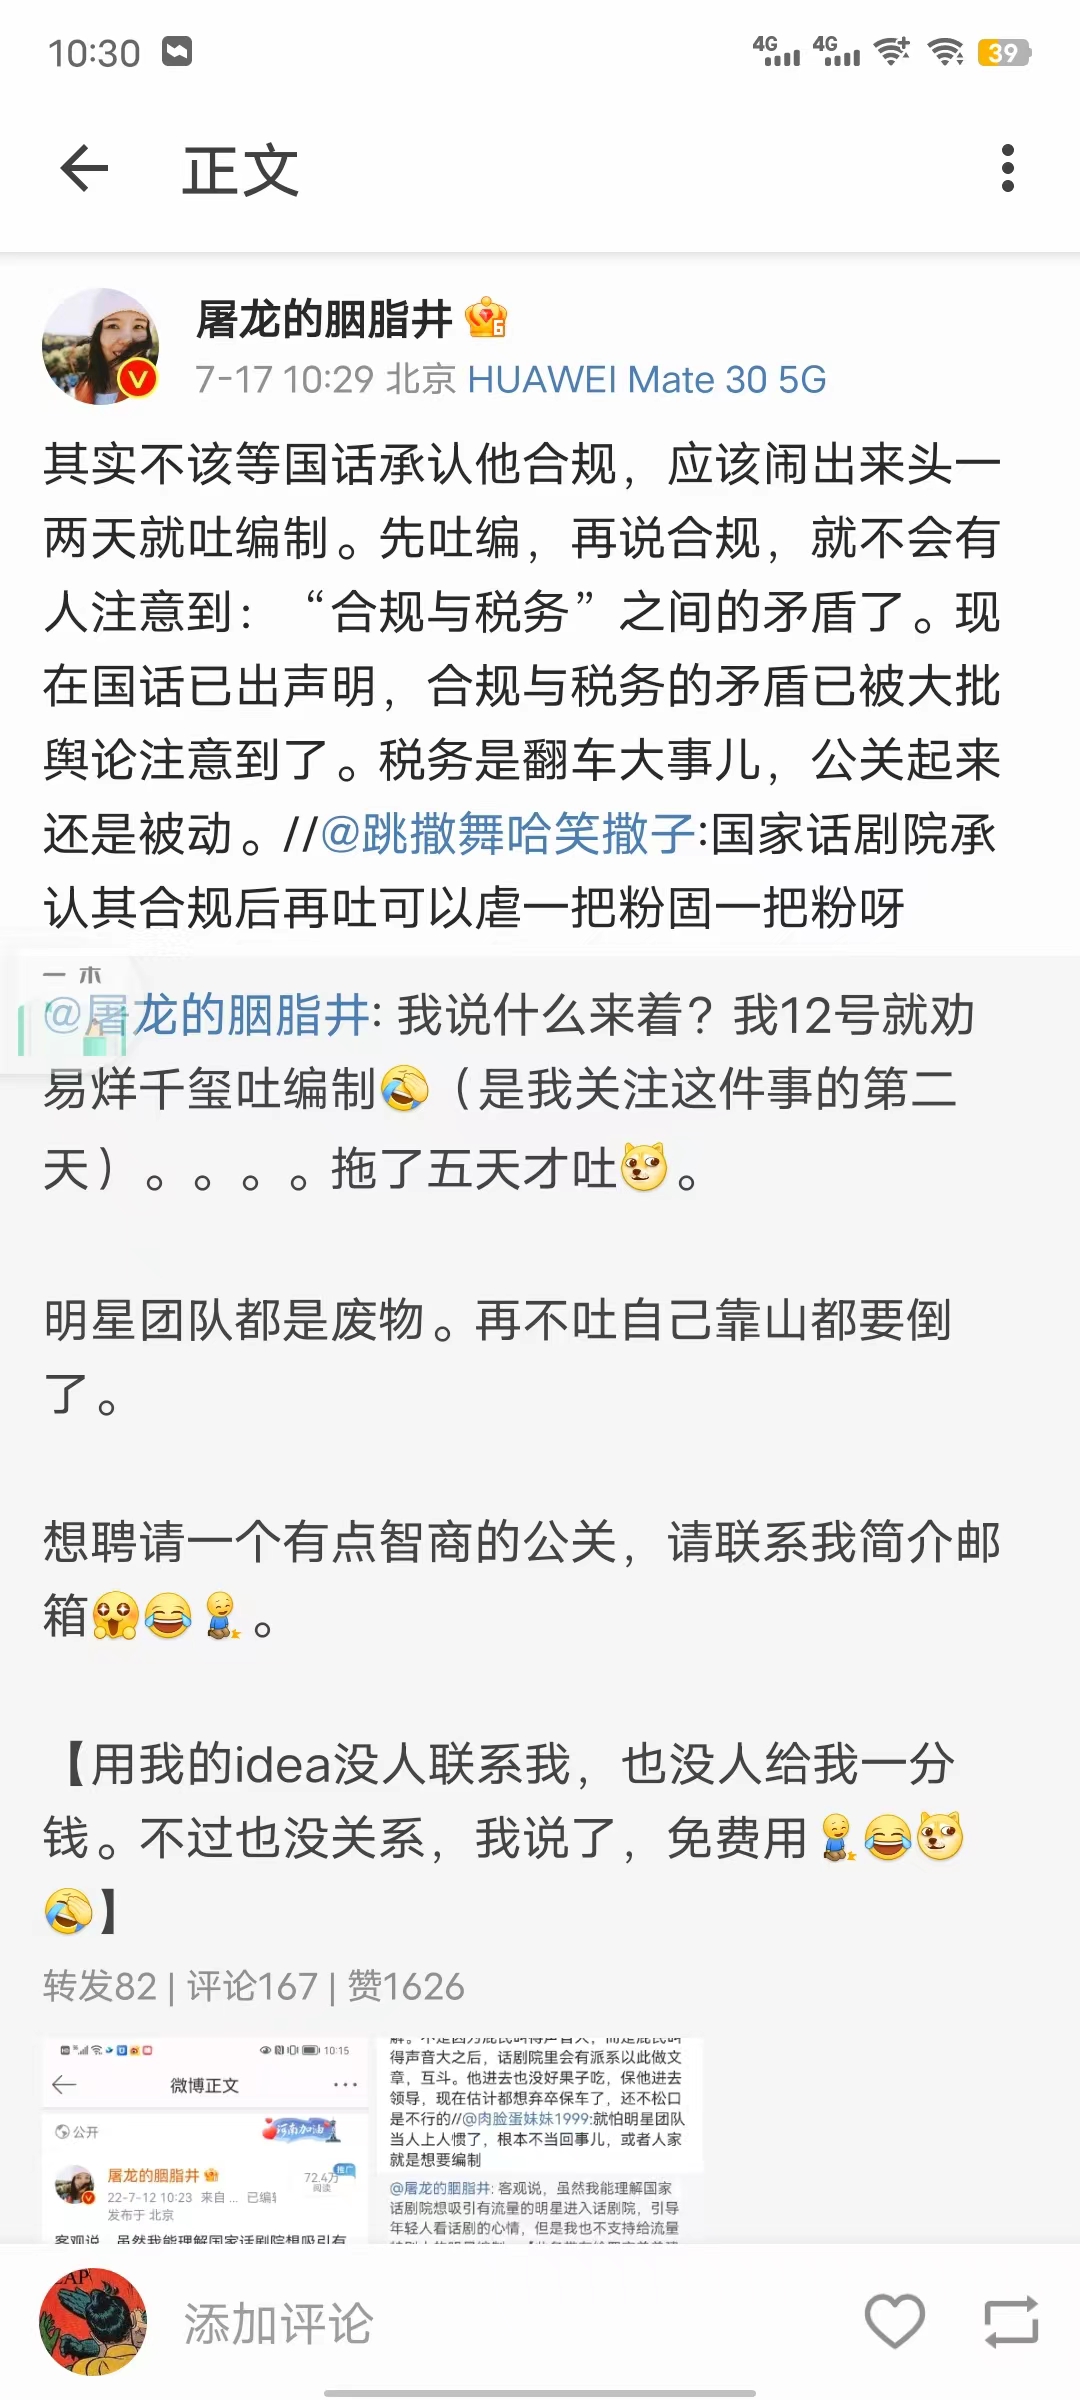 10:30
4G 4G 39
正文
屠龙的胭脂井 6
7-17 10:29 北京 HUAWEI Mate 30 5G
其实不该等国话承认他合规，应该闹出来头一
两天就吐编制。先吐编，再说合规，就不会有
人注意到：“合规与税务”之间的矛盾了。现
在国话已出声明，合规与税务的矛盾已被大批
舆论注意到了。税务是翻车大事儿，公关起来
还是被动。//@跳撒舞哈笑撒子:国家话剧院承
认其合规后再吐可以虐一把粉固一把粉呀
一木
@屠龙的胭脂井: 我说什么来着？我12号就劝
易烊千玺吐编制🤣（是我关注这件事的第二
天）。。。。拖了五天才吐。
明星团队都是废物。再不吐自己靠山都要倒
了。
想聘请一个有点智商的公关，请联系我简介邮
箱😂。
【用我的idea没人联系我，也没人给我一分
钱。不过也没关系，我说了，免费用😂
】
转发82 | 评论167 | 赞1626
10:15
微博正文
公开
河南加油
屠龙的胭脂井
推广
72.4万
阅读
22-7-12 10:23 来自 ... 已编辑
发布于 北京
客观说，虽然我能理解国家话剧院想吸引有
得声音大之后，话剧院里会有派系以此做文
章，互斗。他进去也没好果子吃，保他进去
领导，现在估计都想弃卒保车了，还不松口
是不行的//@肉脸蛋妹妹1999:就怕明星团队
当人上人惯了，根本不当回事儿，或者人家
就是想要编制
@屠龙的胭脂井: 客观说，虽然我能理解国家
话剧院想吸引有流量的明星进入话剧院，引导
年轻人看话剧的心情，但是我也不支持给流量
添加评论